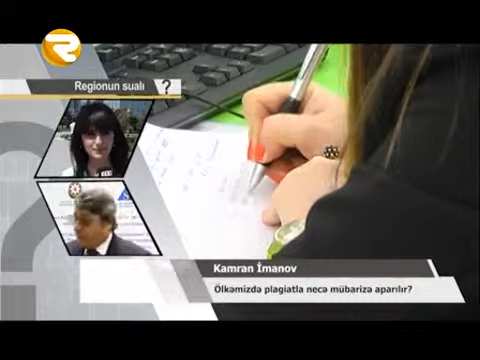 R
Regionun sualı ?
Kamran İmanov
Ölkəmizdə plagiatla necə mübarizə aparılır?